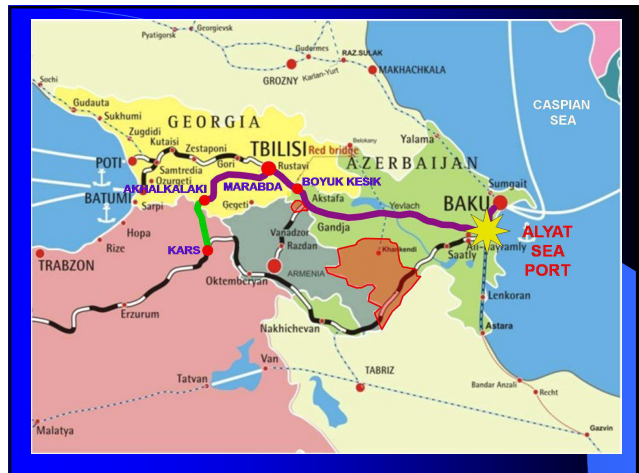 Pyatigorsk
Georgievsk
Gudermes
RAZ.SULAK
Sochi
GROZNY
Karlan-Yurt
MAKHACHKALA
Gudauta
Sukhumi
CASPIAN
SEA
GEORGIA
Zugdidi
Kutaisi
Zestaponi
TBILISI
Red bridge
Belokany
Yalama
POTI
Samtredia
Gori
Rustavi
AZERBAIJAN
Ozurgeti
AKHALKALAKI
MARABDA
BOYUK KESIK
Sumgait
BATUMI
Sarpi
Geqeti
Akstafa
Yevlach
BAKU
Hopa
Vanadzor
Gandja
ALYAT
SEA
PORT
Rize
KARS
Razdan
Khankendi
Saatly
TRABZON
ARMENIA
Oktemberyan
Lenkoran
Erzurum
Nakhichevan
Astara
Van
Tatvan
TABRIZ
Bandar Anzali
Recht
Malatya
Gazvin